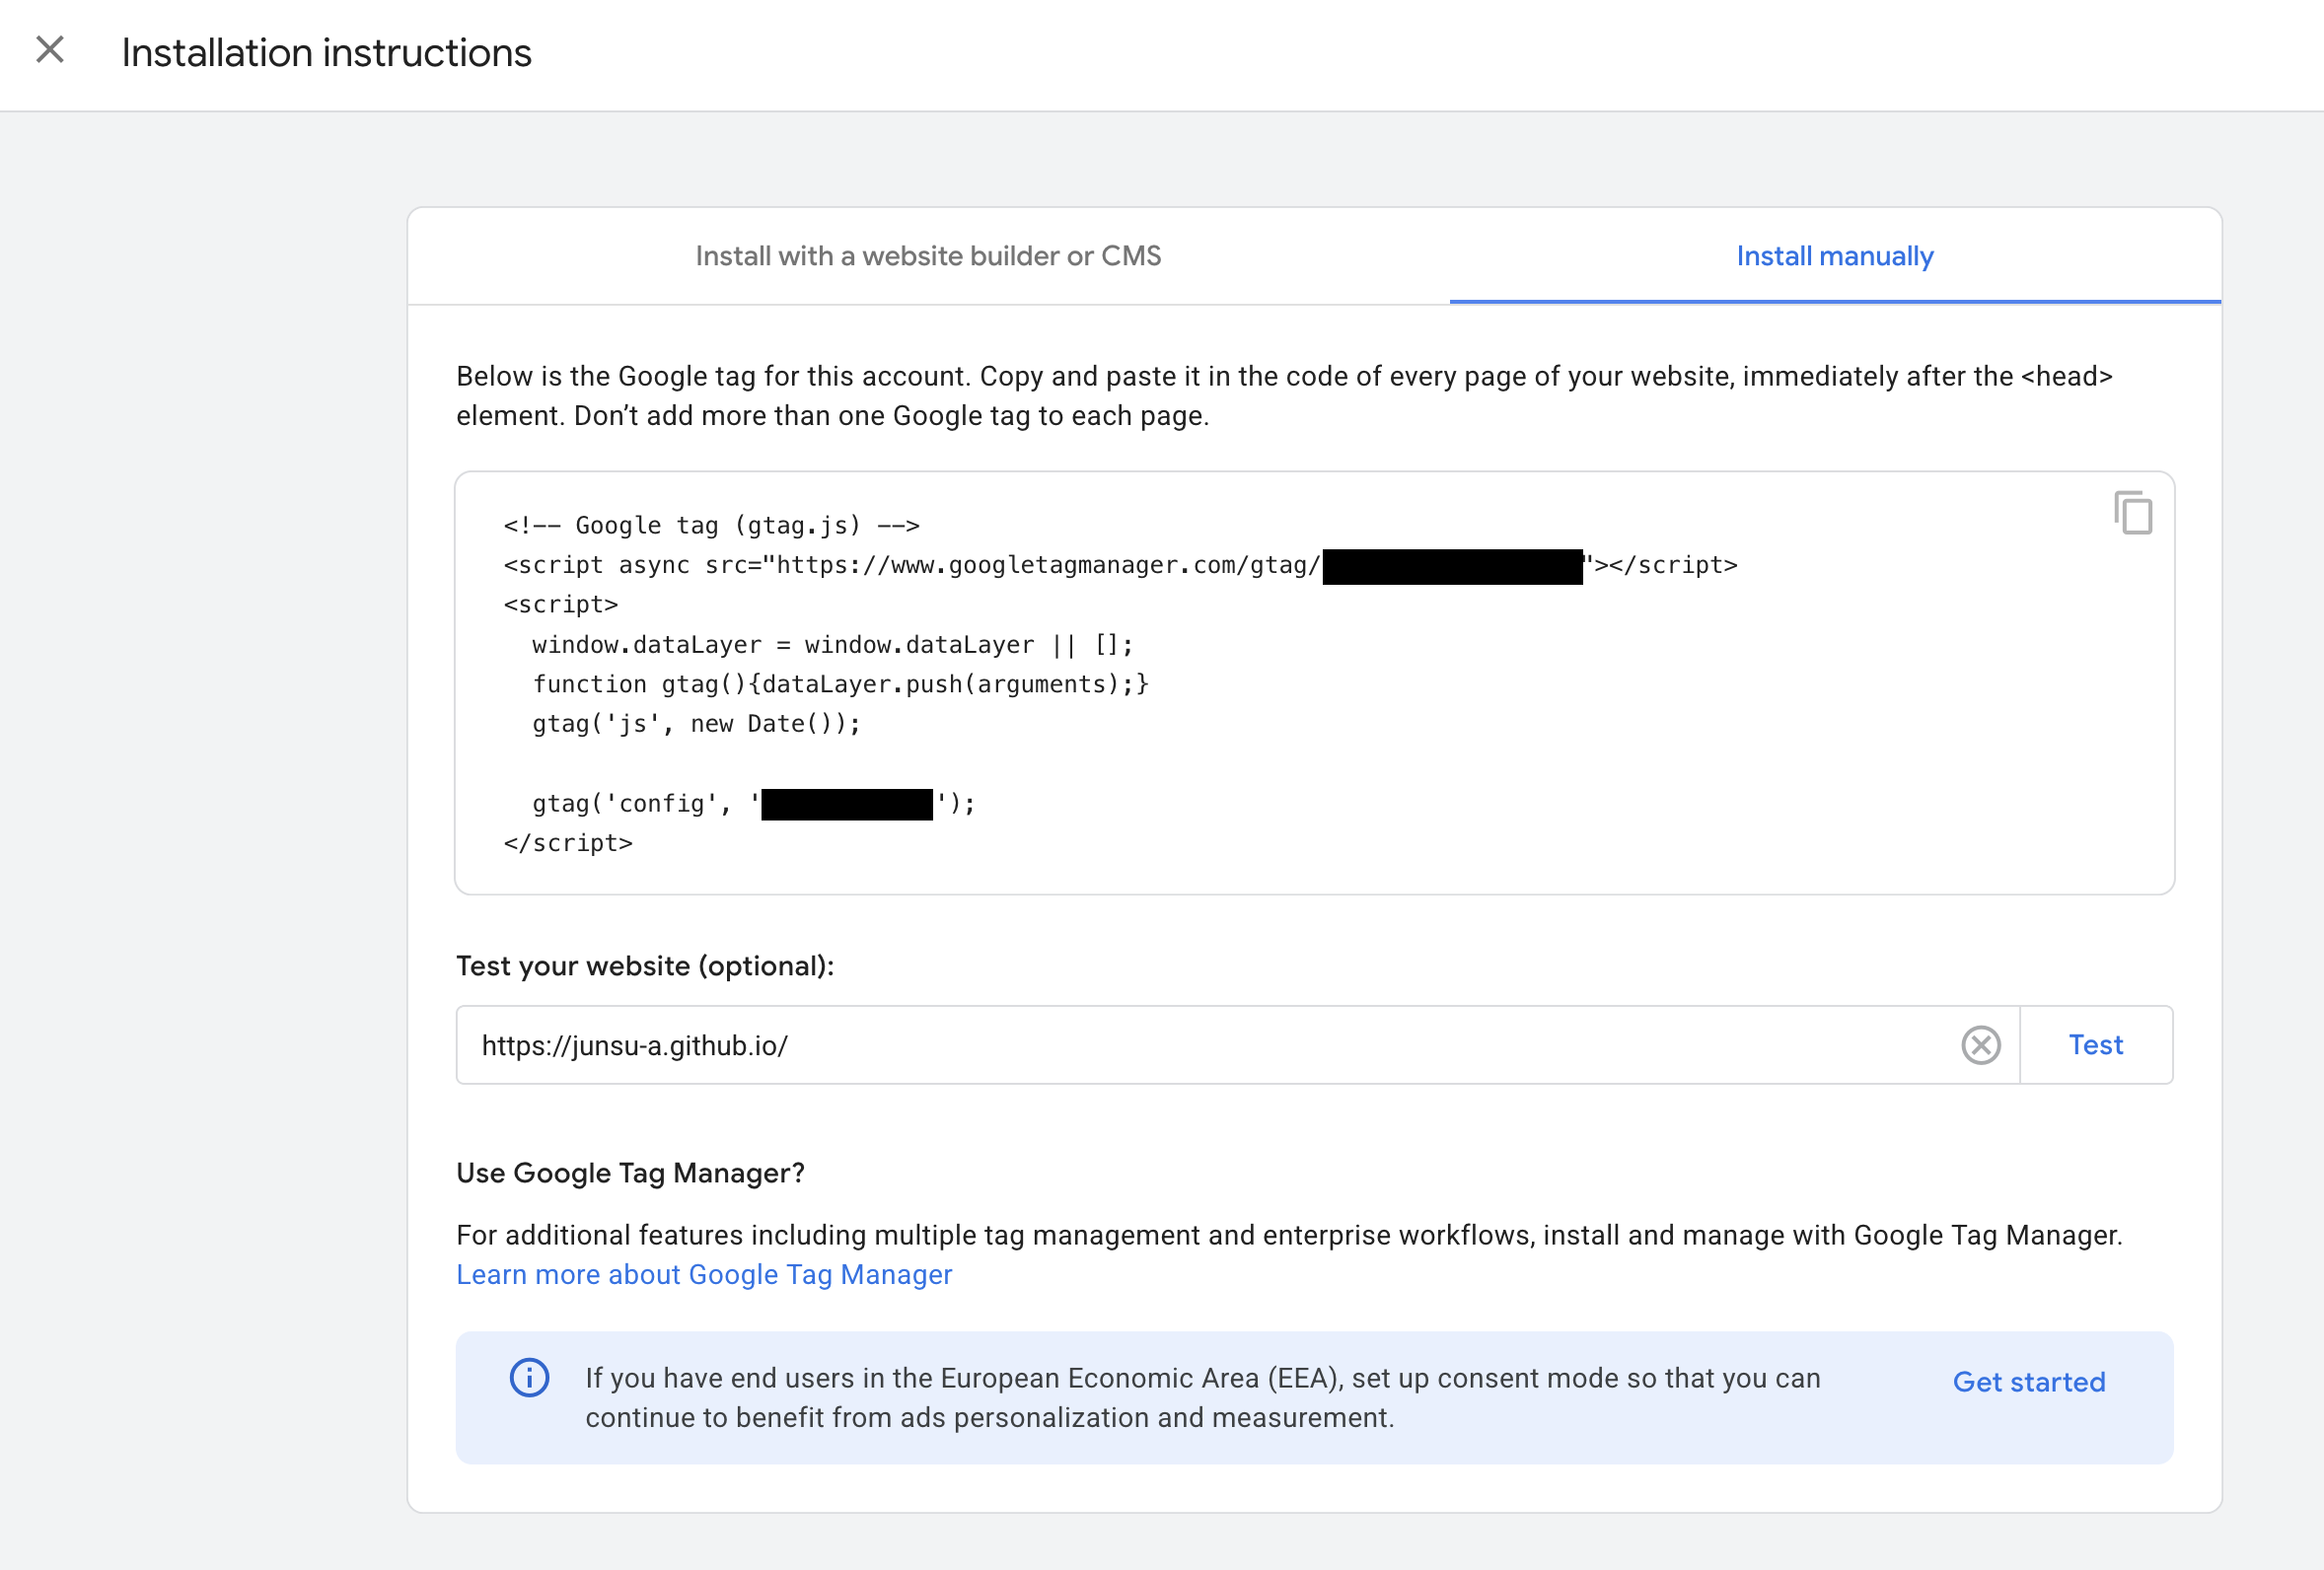 Installation instructions
Install with a website builder or CMS
Install manually
Below is the Google tag for this account. Copy and paste it in the code of every page of your website, immediately after the <head>
element. Don’t add more than one Google tag to each page.
<!-- Google tag (gtag.js) -->
<script async src="https://www.googletagmanager.com/gtag/"></script>
<script>
  window.dataLayer = window.dataLayer || [];
  function gtag(){dataLayer.push(arguments);}
  gtag('js', new Date());
  gtag('config', '');
</script>
Test your website (optional):
https://junsu-a.github.io/
Test
Use Google Tag Manager?
For additional features including multiple tag management and enterprise workflows, install and manage with Google Tag Manager.
Learn more about Google Tag Manager
If you have end users in the European Economic Area (EEA), set up consent mode so that you can
continue to benefit from ads personalization and measurement.
Get started